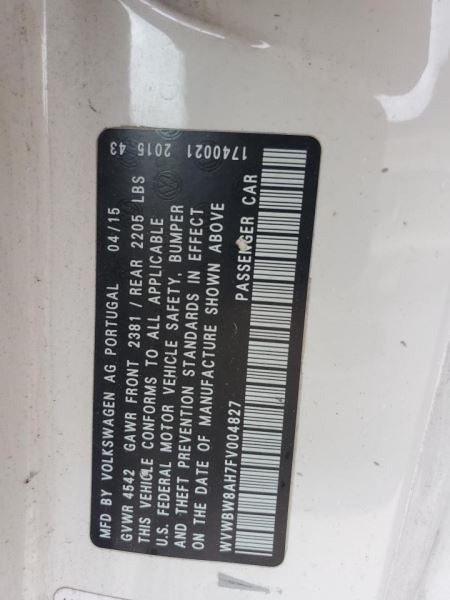 MFD BY VOLKSWAGEN AG PORTUGAL 04/15
GVWR 4542 GAWR FRONT 2381 / REAR 2205 LBS
THIS VEHICLE CONFORMS TO ALL APPLICABLE
U.S. FEDERAL MOTOR VEHICLE SAFETY, BUMPER
AND THEFT PREVENTION STANDARDS IN EFFECT
ON DATE OF MANUFACTURE SHOWN ABOVE
WVWBW8AH7FV004827 PASSENGER CAR
1740021 2015 43